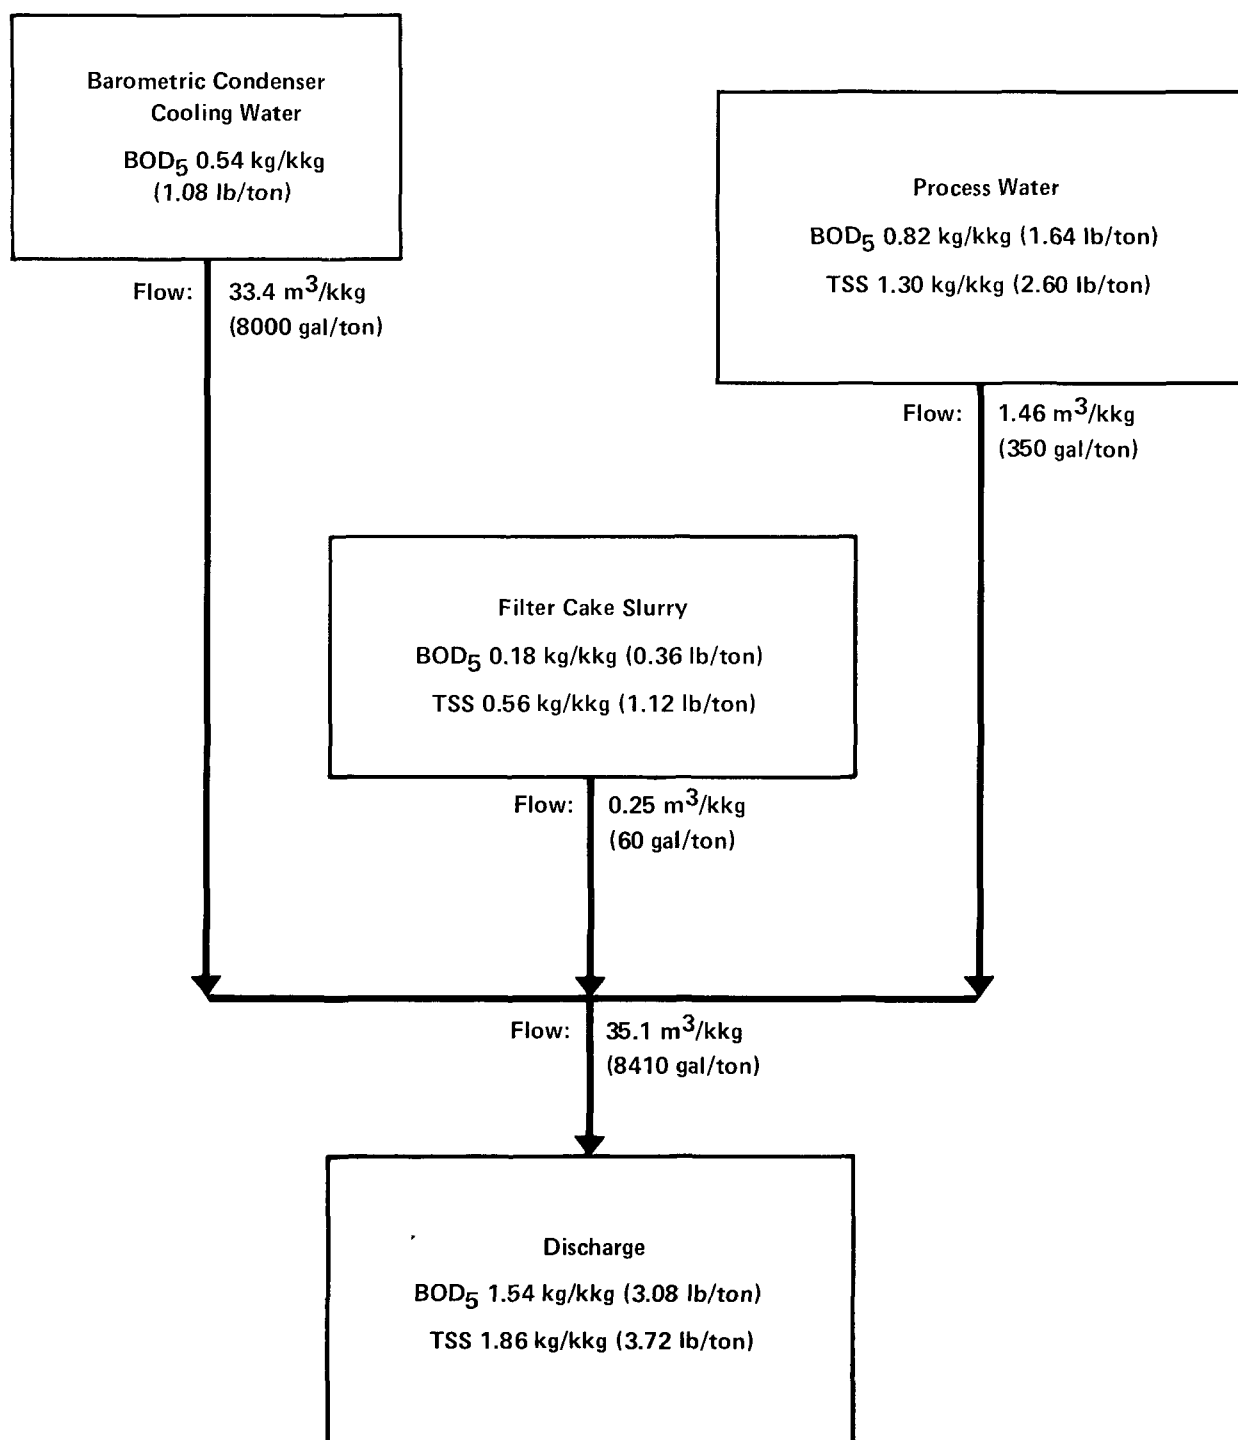 Barometric Condenser
Cooling Water
BOD5 0.54 kg/kkg
(1.08 lb/ton)
Flow: 33.4 m3/kkg
(8000 gal/ton)
Process Water
BOD5 0.82 kg/kkg (1.64 lb/ton)
TSS 1.30 kg/kkg (2.60 lb/ton)
Flow: 1.46 m3/kkg
(350 gal/ton)
Filter Cake Slurry
BOD5 0.18 kg/kkg (0.36 lb/ton)
TSS 0.56 kg/kkg (1.12 lb/ton)
Flow: 0.25 m3/kkg
(60 gal/ton)
Flow: 35.1 m3/kkg
(8410 gal/ton)
Discharge
BOD5 1.54 kg/kkg (3.08 lb/ton)
TSS 1.86 kg/kkg (3.72 lb/ton)